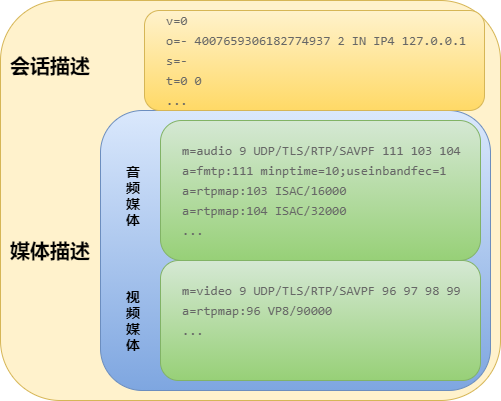 会话描述
v=0
o=- 4007659306182774937 2 IN IP4 127.0.0.1
s=-
t=0 0
...
媒体描述
音频媒体
m=audio 9 UDP/TLS/RTP/SAVPF 111 103 104
a=fmtp:111 minptime=10;useinbandfec=1
a=rtpmap:103 ISAC/16000
a=rtpmap:104 ISAC/32000
...
视频媒体
m=video 9 UDP/TLS/RTP/SAVPF 96 97 98 99
a=rtpmap:96 VP8/90000
...